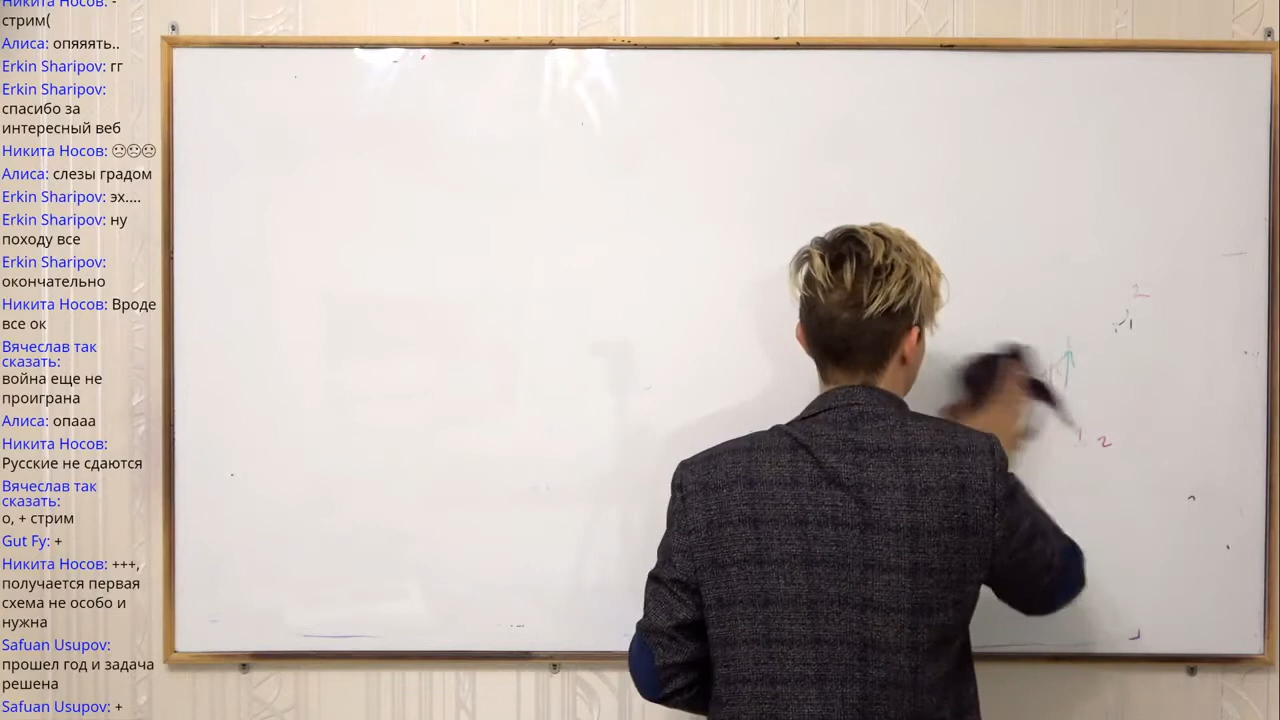 Никита Носов: -
стрим(
Алиса: опяяять..
Erkin Sharipov: гг
Erkin Sharipov:
спасибо за
интересный веб
Никита Носов: ☹☹☹
Алиса: слезы градом
Erkin Sharipov: эх....
Erkin Sharipov: ну
походу все
Erkin Sharipov:
окончательно
Никита Носов: Вроде
все ок
Вячеслав так
сказать:
война еще не
проиграна
Алиса: опааа
Никита Носов:
Русские не сдаются
Вячеслав так
сказать:
о, + стрим
Gut Fy: +
Никита Носов: +++,
получается первая
схема не особо и
нужна
Safuan Usupov:
прошел год и задача
решена
Safuan Usupov: +
2
2